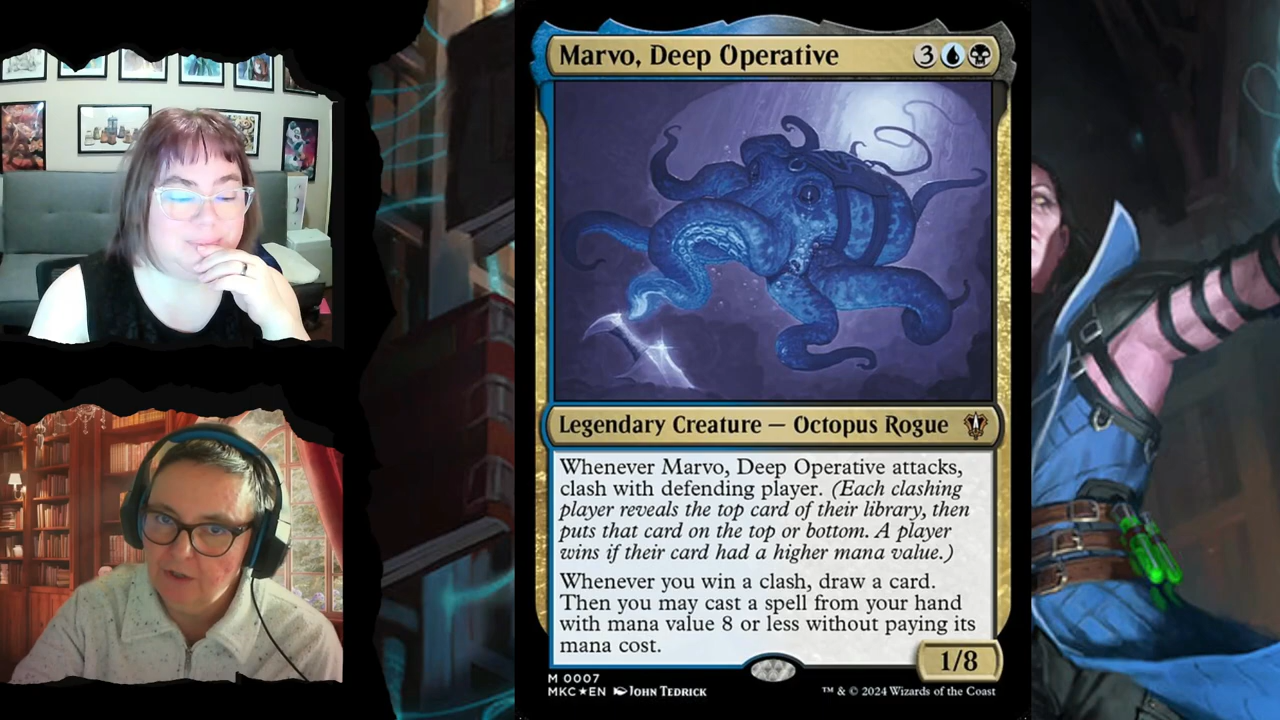 Marvo, Deep Operative 3
Legendary Creature — Octopus Rogue
Whenever Marvo, Deep Operative attacks,
clash with defending player. (Each clashing
player reveals the top card of their library, then
puts that card on the top or bottom. A player
wins if their card had a higher mana value.)
Whenever you win a clash, draw a card.
Then you may cast a spell from your hand
with mana value 8 or less without paying its
mana cost.
1/8
M 0007
MKC★EN JOHN TEDRICK
™ & © 2024 Wizards of the Coast